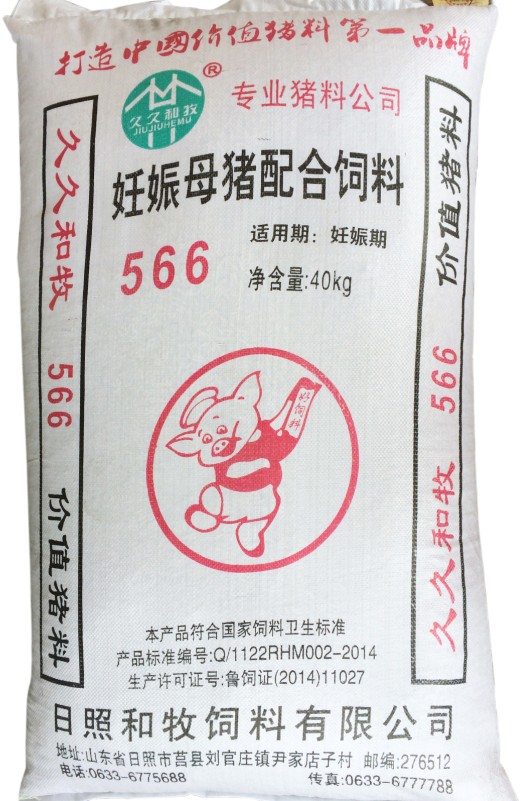 打造中國价值猪料第一品牌
久久和牧
JIUJIUHEMU
®
专业猪料公司
妊娠母猪配合饲料
566
适用期：妊娠期
净含量:40kg
久久和牧 566 价值猪料
久久和牧 566 价值猪料
好饲料
本产品符合国家饲料卫生标准
产品标准编号:Q/1122RHM002-2014
生产许可证号:鲁饲证(2014)11027
日照和牧饲料有限公司
地址:山东省日照市莒县刘官庄镇尹家店子村 邮编:276512
电话:0633-6775688 传真:0633-6777788